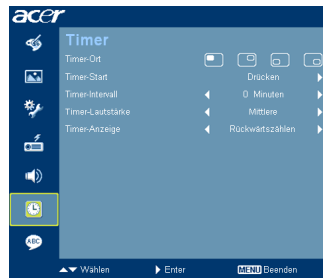 acer
Timer
Timer-Ort
Timer-Start Drücken
Timer-Intervall 0 Minuten
Timer-Lautstärke Mittlere
Timer-Anzeige Rückwärtszählen
ABC
Wählen Enter MENU Beenden